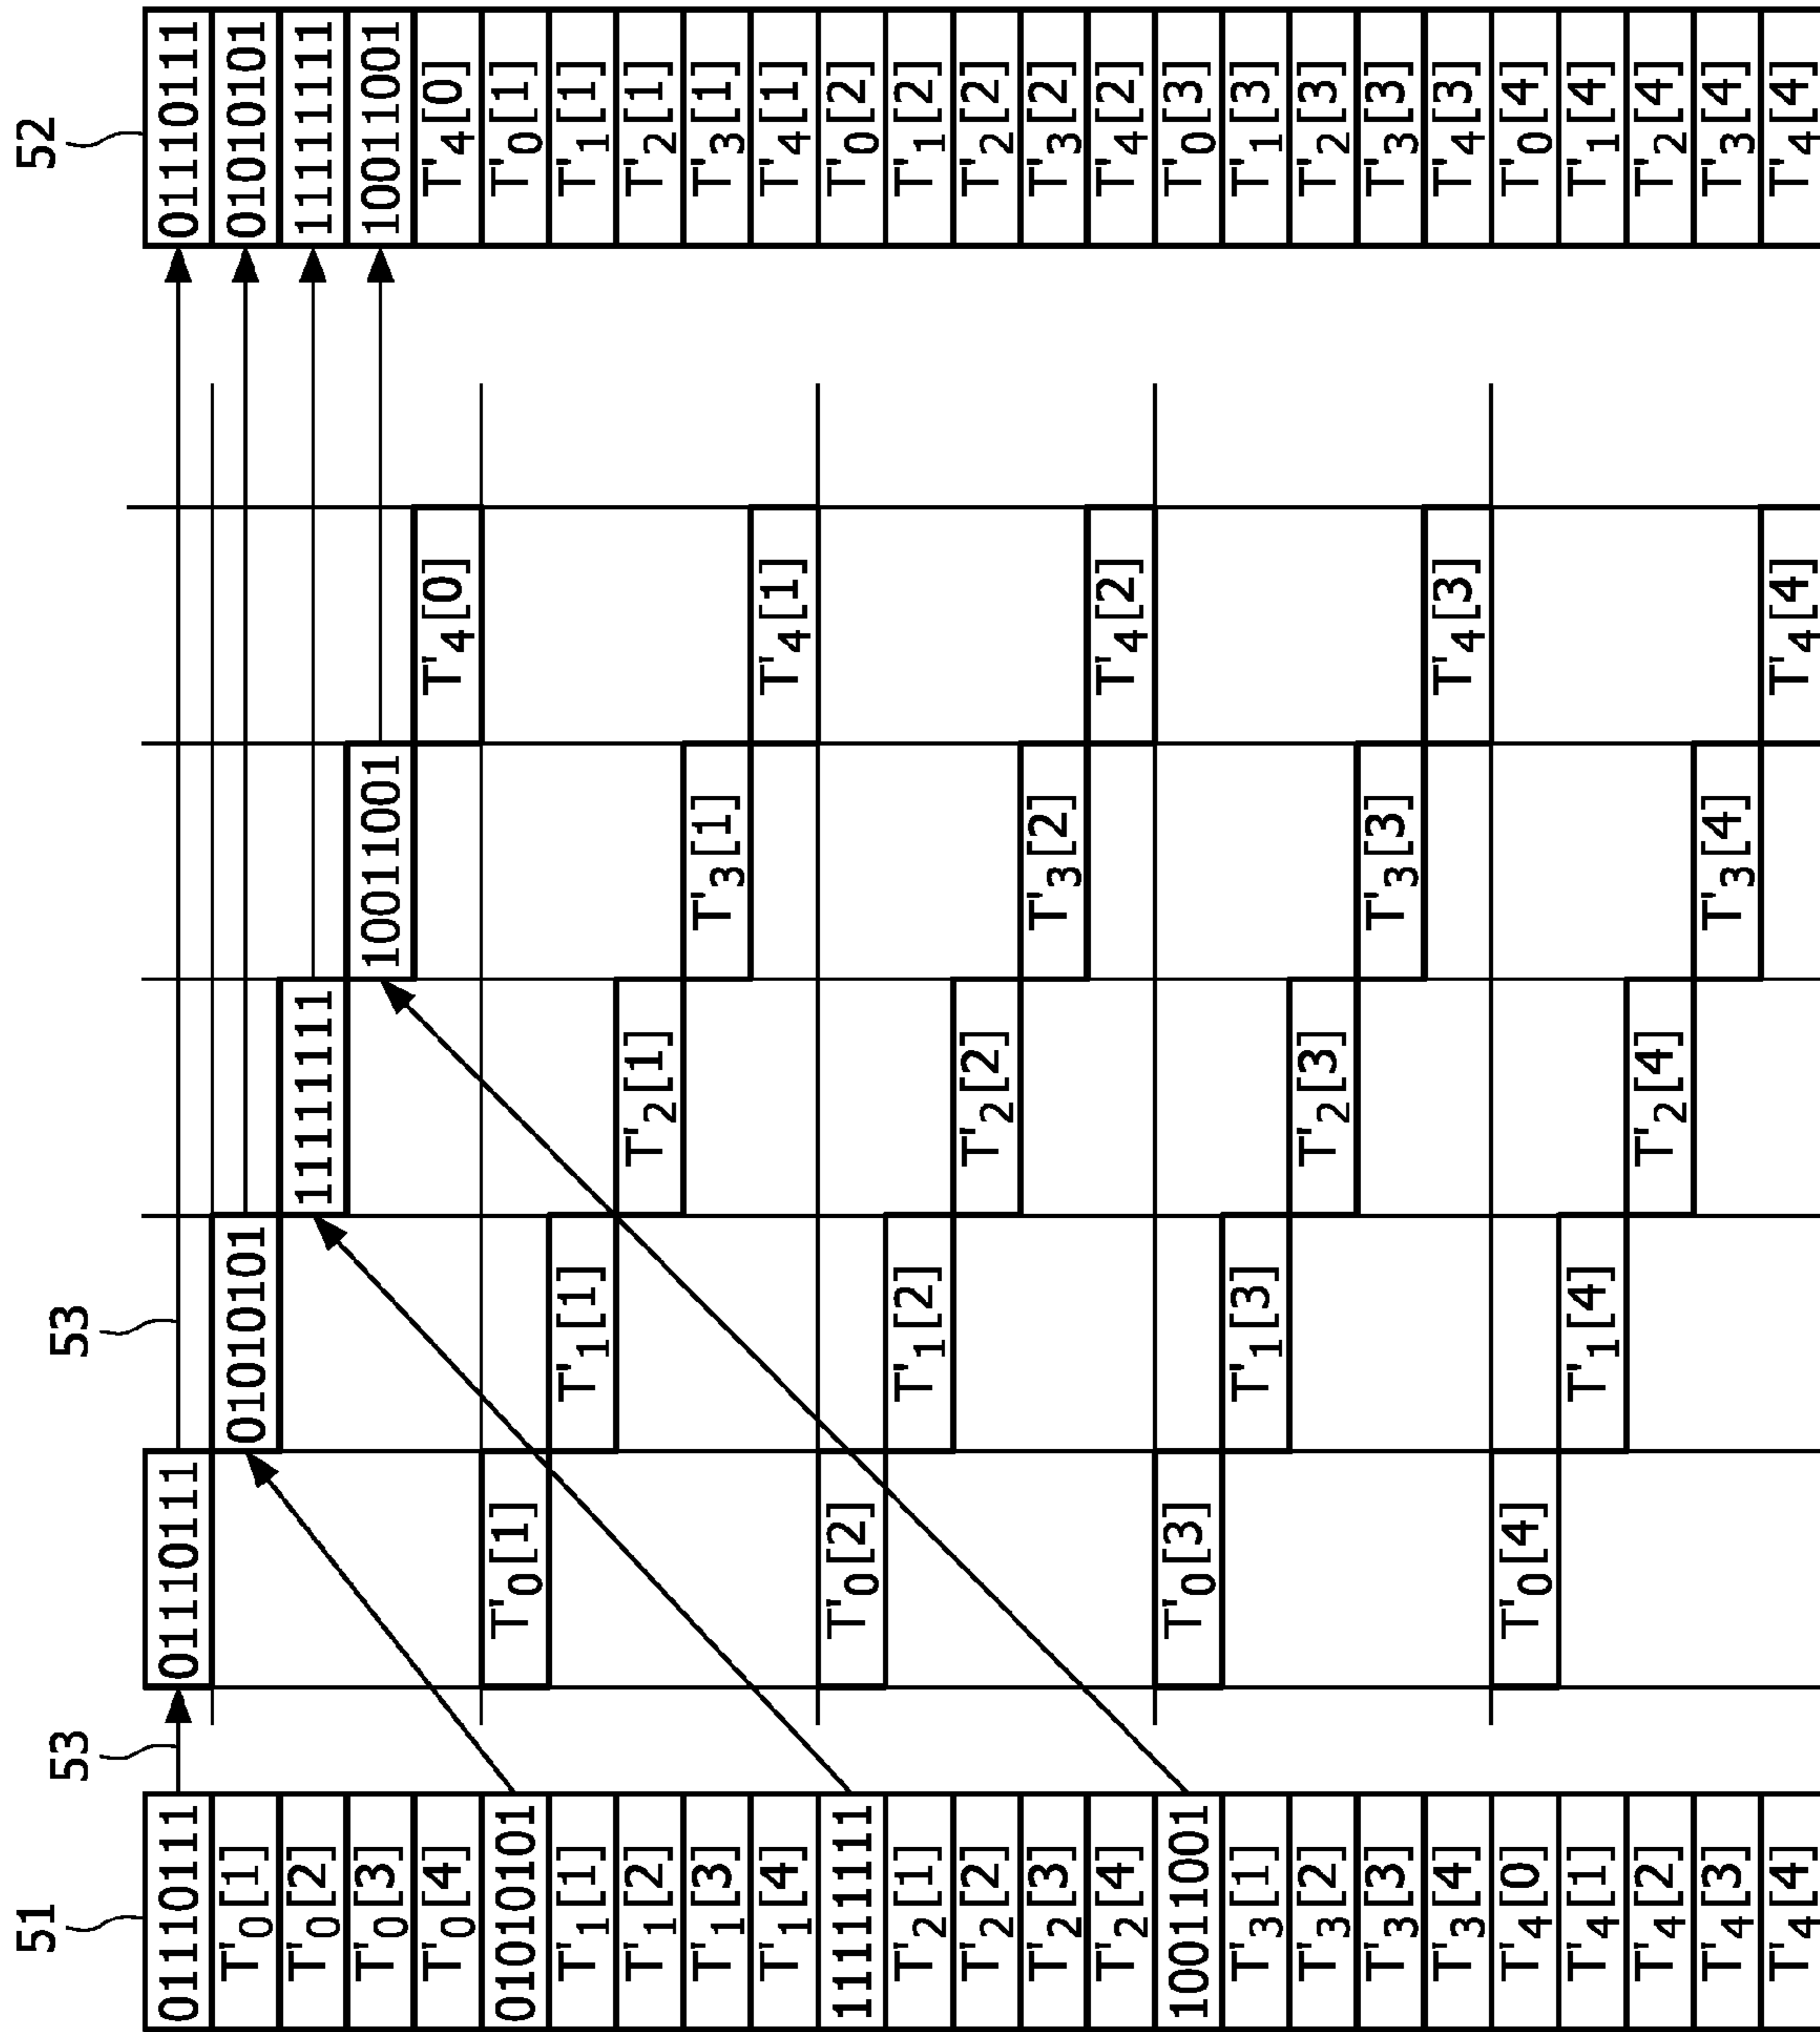 51
01110111
T'0[1]
T'0[2]
T'0[3]
T'0[4]
01010101
T'1[1]
T'1[2]
T'1[3]
T'1[4]
11111111
T'2[1]
T'2[2]
T'2[3]
T'2[4]
10011001
T'3[1]
T'3[2]
T'3[3]
T'3[4]
T'4[0]
T'4[1]
T'4[2]
T'4[3]
T'4[4]
53
01110111
T'0[1]
T'0[2]
T'0[3]
T'0[4]
53
01010101
T'1[1]
T'1[2]
T'1[3]
T'1[4]
11111111
T'2[1]
T'2[2]
T'2[3]
T'2[4]
10011001
T'3[1]
T'3[2]
T'3[3]
T'3[4]
T'4[0]
T'4[1]
T'4[2]
T'4[3]
T'4[4]
52
01110111
01010101
11111111
10011001
T'4[0]
T'0[1]
T'1[1]
T'2[1]
T'3[1]
T'4[1]
T'0[2]
T'1[2]
T'2[2]
T'3[2]
T'4[2]
T'0[3]
T'1[3]
T'2[3]
T'3[3]
T'4[3]
T'0[4]
T'1[4]
T'2[4]
T'3[4]
T'4[4]